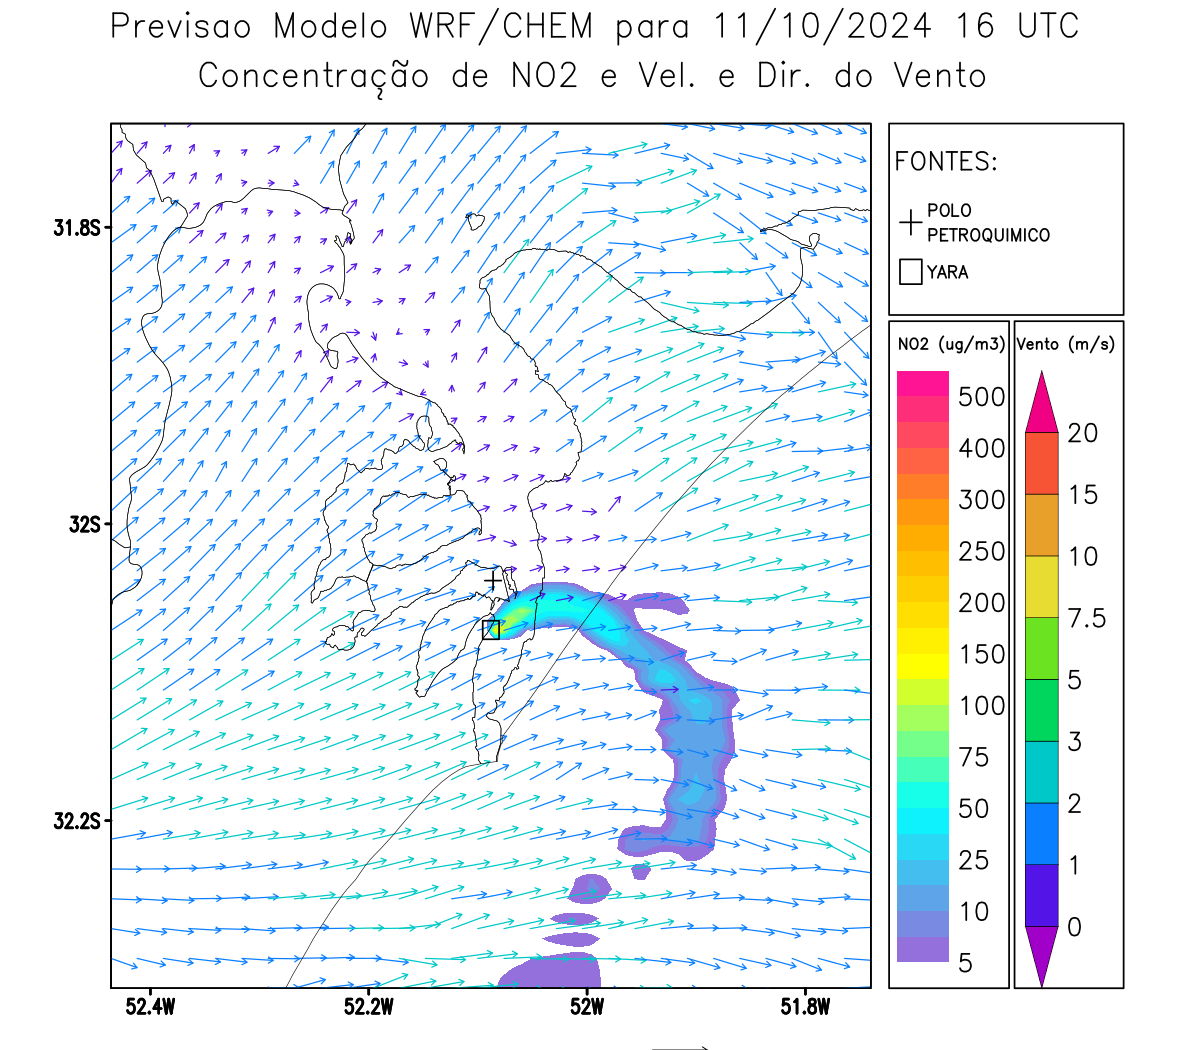 Previsao Modelo WRF/CHEM para 11/10/2024 16 UTC
Concentração de NO2 e Vel. e Dir. do Vento
FONTES:
POLO
PETROQUIMICO
YARA
NO2 (ug/m3)
500
400
300
250
200
150
100
75
50
25
10
5
Vento (m/s)
20
15
10
7.5
5
3
2
1
0
31.8S
32S
32.2S
52.4W
52.2W
52W
51.8W